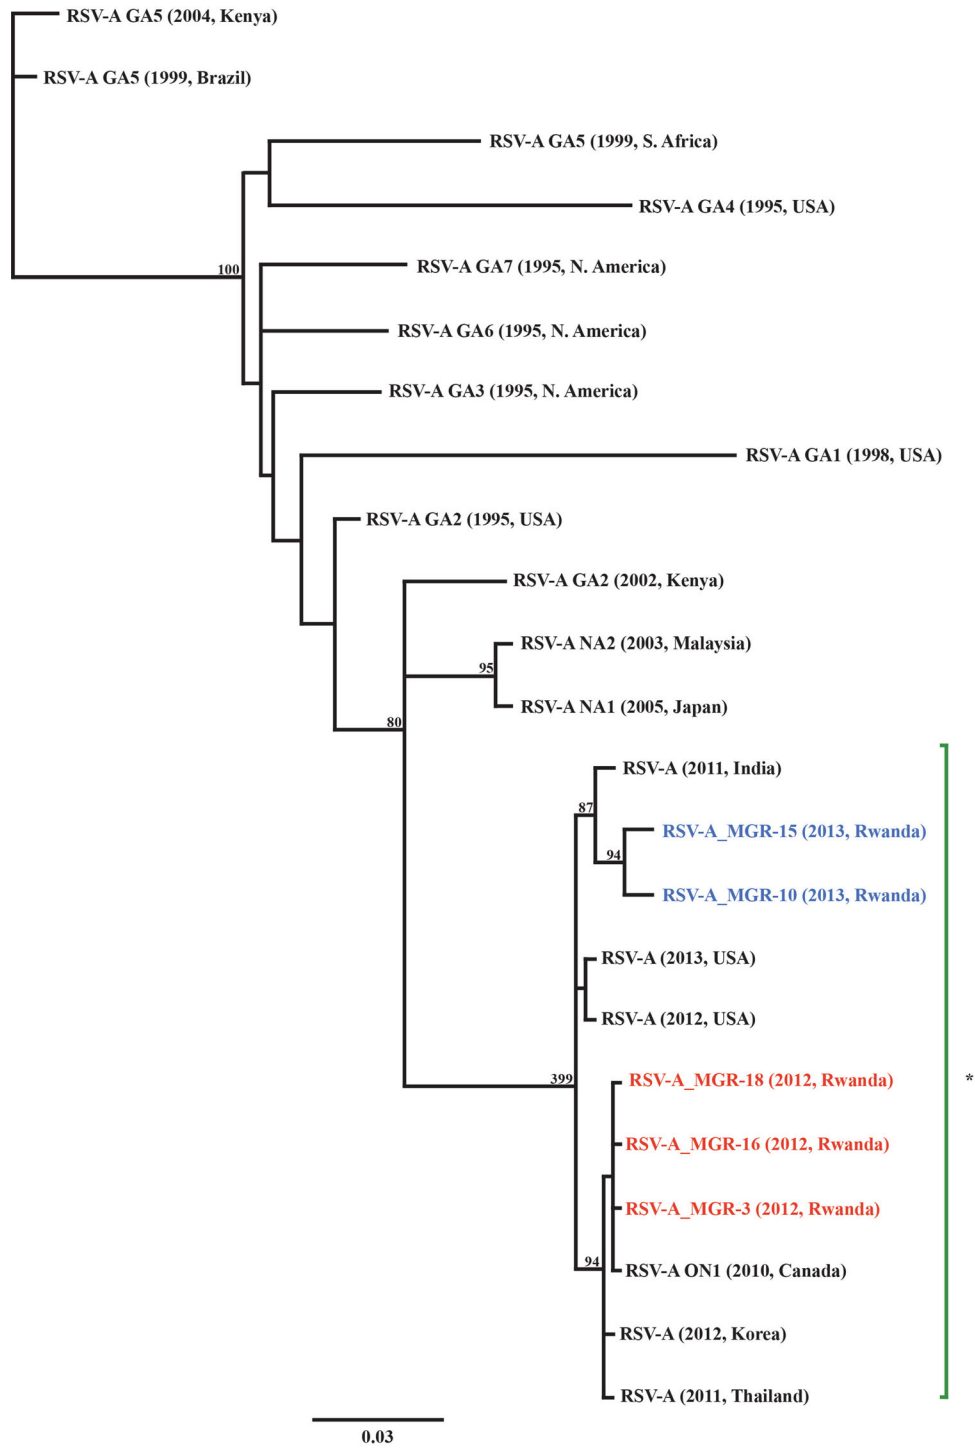 RSV-A GA5 (2004, Kenya)
RSV-A GA5 (1999, Brazil)
RSV-A GA5 (1999, S. Africa)
RSV-A GA4 (1995, USA)
RSV-A GA7 (1995, N. America)
100
RSV-A GA6 (1995, N. America)
RSV-A GA3 (1995, N. America)
RSV-A GA1 (1998, USA)
RSV-A GA2 (1995, USA)
RSV-A GA2 (2002, Kenya)
RSV-A NA2 (2003, Malaysia)
95
RSV-A NA1 (2005, Japan)
80
RSV-A (2011, India)
87
RSV-A_MGR-15 (2013, Rwanda)
94
RSV-A_MGR-10 (2013, Rwanda)
RSV-A (2013, USA)
RSV-A (2012, USA)
399
RSV-A_MGR-18 (2012, Rwanda)
*
RSV-A_MGR-16 (2012, Rwanda)
RSV-A_MGR-3 (2012, Rwanda)
94
RSV-A ON1 (2010, Canada)
RSV-A (2012, Korea)
RSV-A (2011, Thailand)
0.03